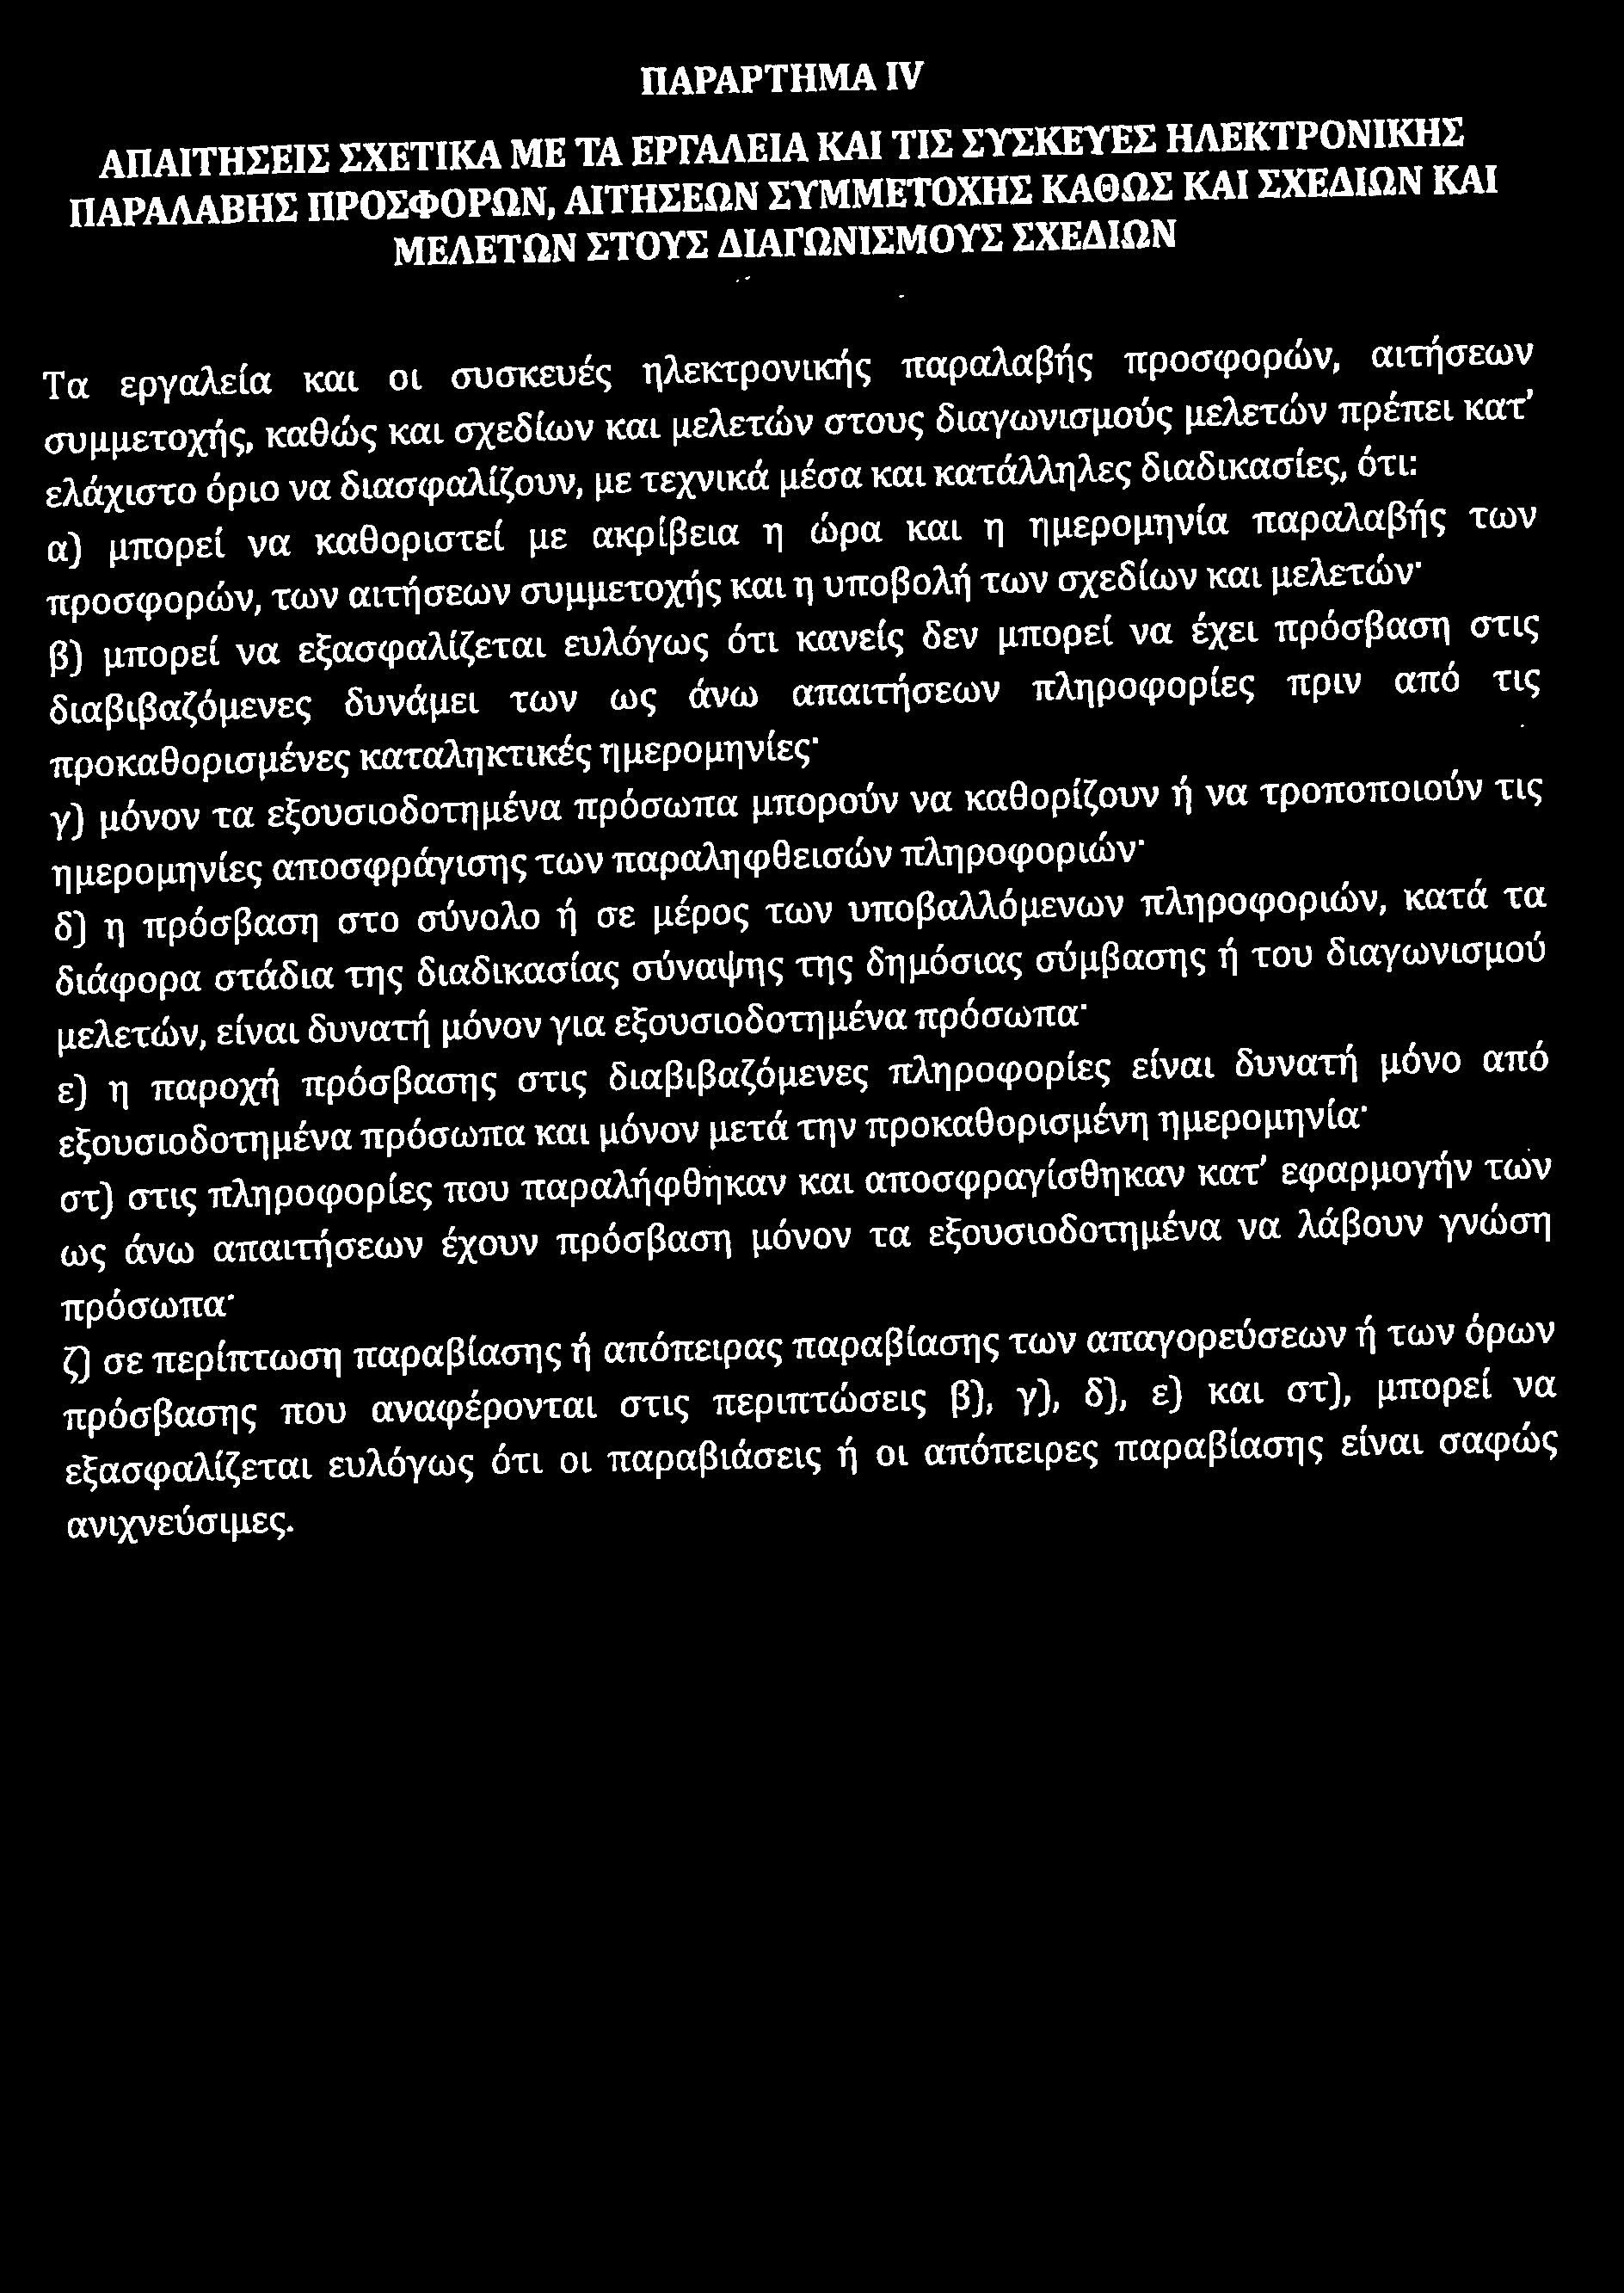 ΠΑΡΑΡΤΗΜΑ IV
ΑΠΑΙΤΗΣΕΙΣ ΣΧΕΤΙΚΑ ΜΕ ΤΑ ΕΡΓΑΛΕΙΑ ΚΑΙ ΤΙΣ ΣΥΣΚΕΥΕΣ ΗΛΕΚΤΡΟΝΙΚΗΣ
ΠΑΡΑΛΑΒΗΣ ΠΡΟΣΦΟΡΩΝ, ΑΙΤΗΣΕΩΝ ΣΥΜΜΕΤΟΧΗΣ ΚΑΘΩΣ ΚΑΙ ΣΧΕΔΙΩΝ ΚΑΙ
ΜΕΛΕΤΩΝ ΣΤΟΥΣ ΔΙΑΓΩΝΙΣΜΟΥΣ ΣΧΕΔΙΩΝ
Τα εργαλεία και οι συσκευές ηλεκτρονικής παραλαβής προσφορών, αιτήσεων
συμμετοχής, καθώς και σχεδίων και μελετών στους διαγωνισμούς μελετών πρέπει κατ’
ελάχιστο όριο να διασφαλίζουν, με τεχνικά μέσα και κατάλληλες διαδικασίες, ότι:
α) μπορεί να καθοριστεί με ακρίβεια η ώρα και η ημερομηνία παραλαβής των
προσφορών, των αιτήσεων συμμετοχής και η υποβολή των σχεδίων και μελετών·
β) μπορεί να εξασφαλίζεται ευλόγως ότι κανείς δεν μπορεί να έχει πρόσβαση στις
διαβιβαζόμενες δυνάμει των ως άνω απαιτήσεων πληροφορίες πριν από τις
προκαθορισμένες καταληκτικές ημερομηνίες·
γ) μόνον τα εξουσιοδοτημένα πρόσωπα μπορούν να καθορίζουν ή να τροποποιούν τις
ημερομηνίες αποσφράγισης των παραληφθεισών πληροφοριών·
δ) η πρόσβαση στο σύνολο ή σε μέρος των υποβαλλόμενων πληροφοριών, κατά τα
διάφορα στάδια της διαδικασίας σύναψης της δημόσιας σύμβασης ή του διαγωνισμού
μελετών, είναι δυνατή μόνον για εξουσιοδοτημένα πρόσωπα·
ε) η παροχή πρόσβασης στις διαβιβαζόμενες πληροφορίες είναι δυνατή μόνο από
εξουσιοδοτημένα πρόσωπα και μόνον μετά την προκαθορισμένη ημερομηνία·
στ) στις πληροφορίες που παραλήφθηκαν και αποσφραγίσθηκαν κατ’ εφαρμογήν των
ως άνω απαιτήσεων έχουν πρόσβαση μόνον τα εξουσιοδοτημένα να λάβουν γνώση
πρόσωπα·
ζ) σε περίπτωση παραβίασης ή απόπειρας παραβίασης των απαγορεύσεων ή των όρων
πρόσβασης που αναφέρονται στις περιπτώσεις β), γ), δ), ε) και στ), μπορεί να
εξασφαλίζεται ευλόγως ότι οι παραβιάσεις ή οι απόπειρες παραβίασης είναι σαφώς
ανιχνεύσιμες.